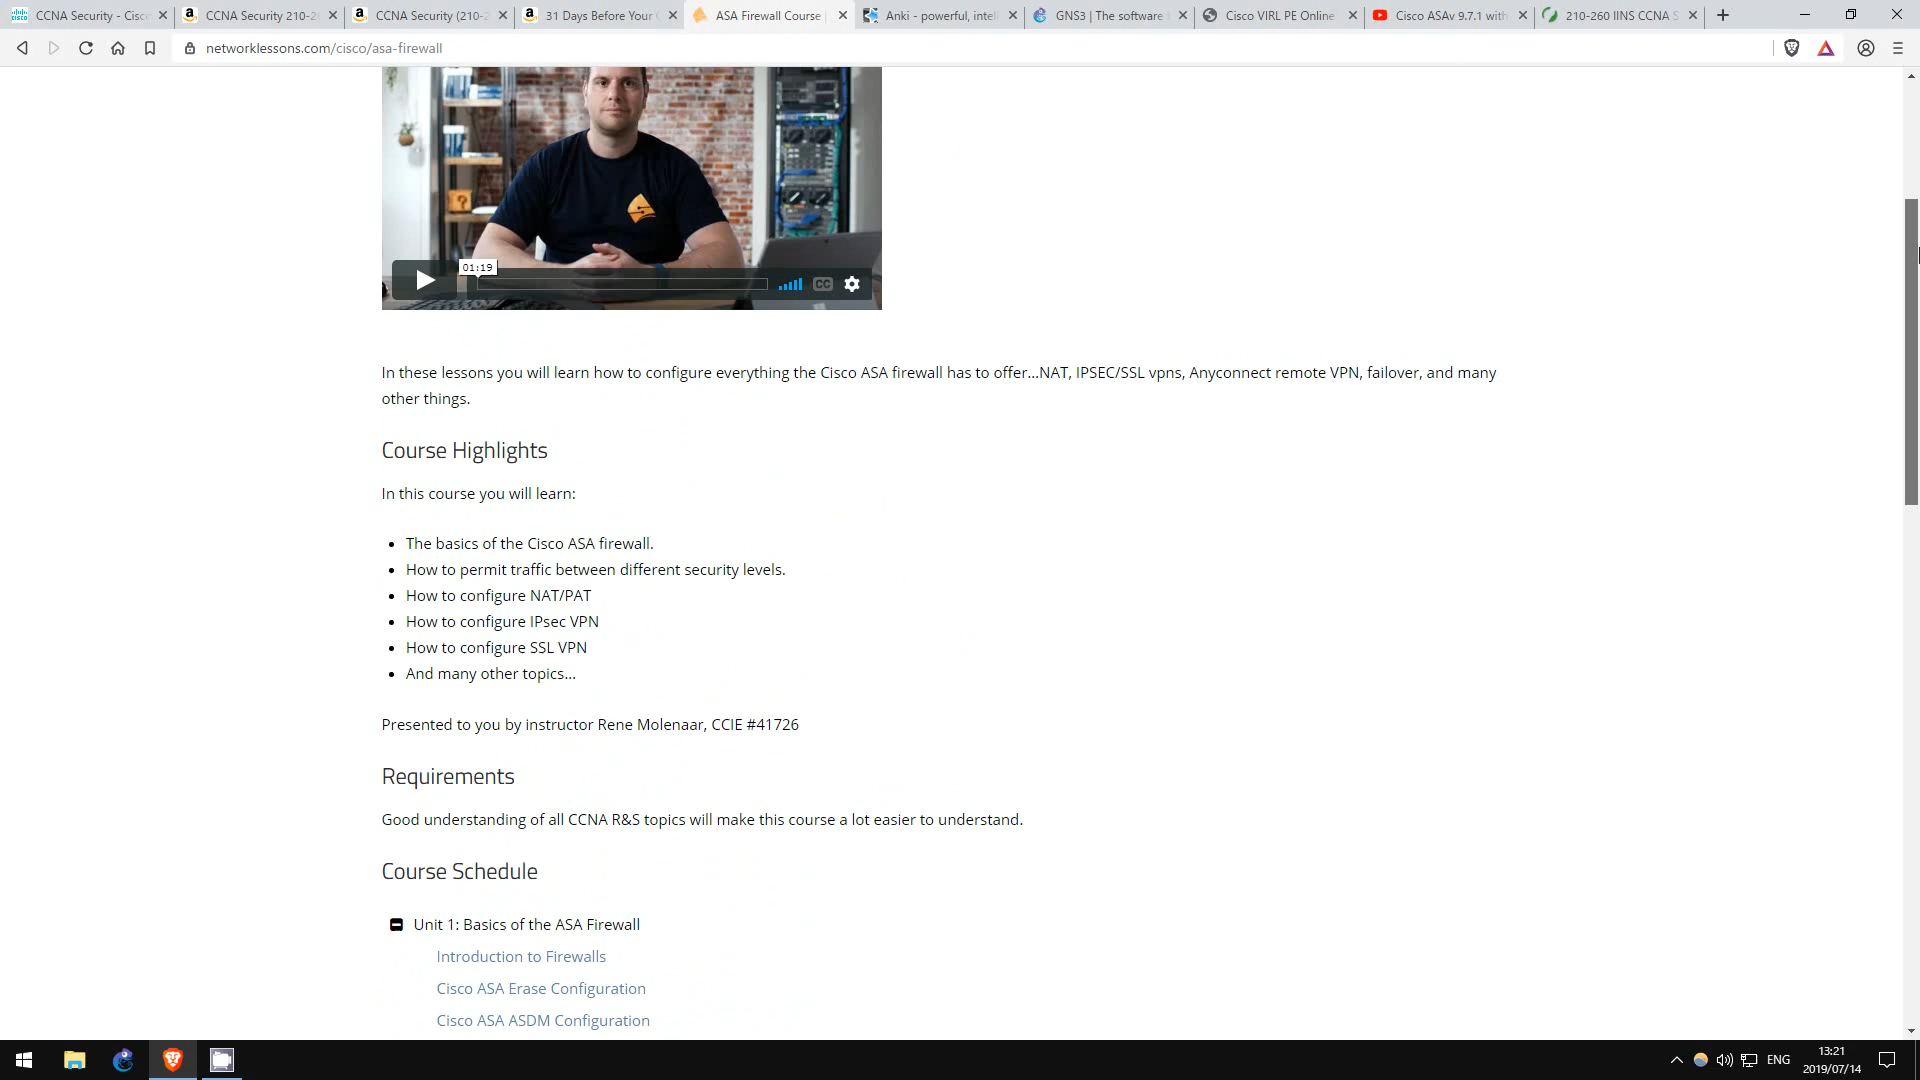 CCNA Security - Cisco
CCNA Security 210-2
CCNA Security (210-2
31 Days Before Your
ASA Firewall Course |
Anki - powerful, intel
GNS3 | The software
Cisco VIRL PE Online
Cisco ASAv 9.7.1 with
210-260 IINS CCNA S
networklessons.com/cisco/asa-firewall
01:19
CC
In these lessons you will learn how to configure everything the Cisco ASA firewall has to offer...NAT, IPSEC/SSL vpns, Anyconnect remote VPN, failover, and many
other things.
Course Highlights
In this course you will learn:
The basics of the Cisco ASA firewall.
How to permit traffic between different security levels.
How to configure NAT/PAT
How to configure IPsec VPN
How to configure SSL VPN
And many other topics...
Presented to you by instructor Rene Molenaar, CCIE #41726
Requirements
Good understanding of all CCNA R&S topics will make this course a lot easier to understand.
Course Schedule
Unit 1: Basics of the ASA Firewall
Introduction to Firewalls
Cisco ASA Erase Configuration
Cisco ASA ASDM Configuration
ENG
13:21
2019/07/14